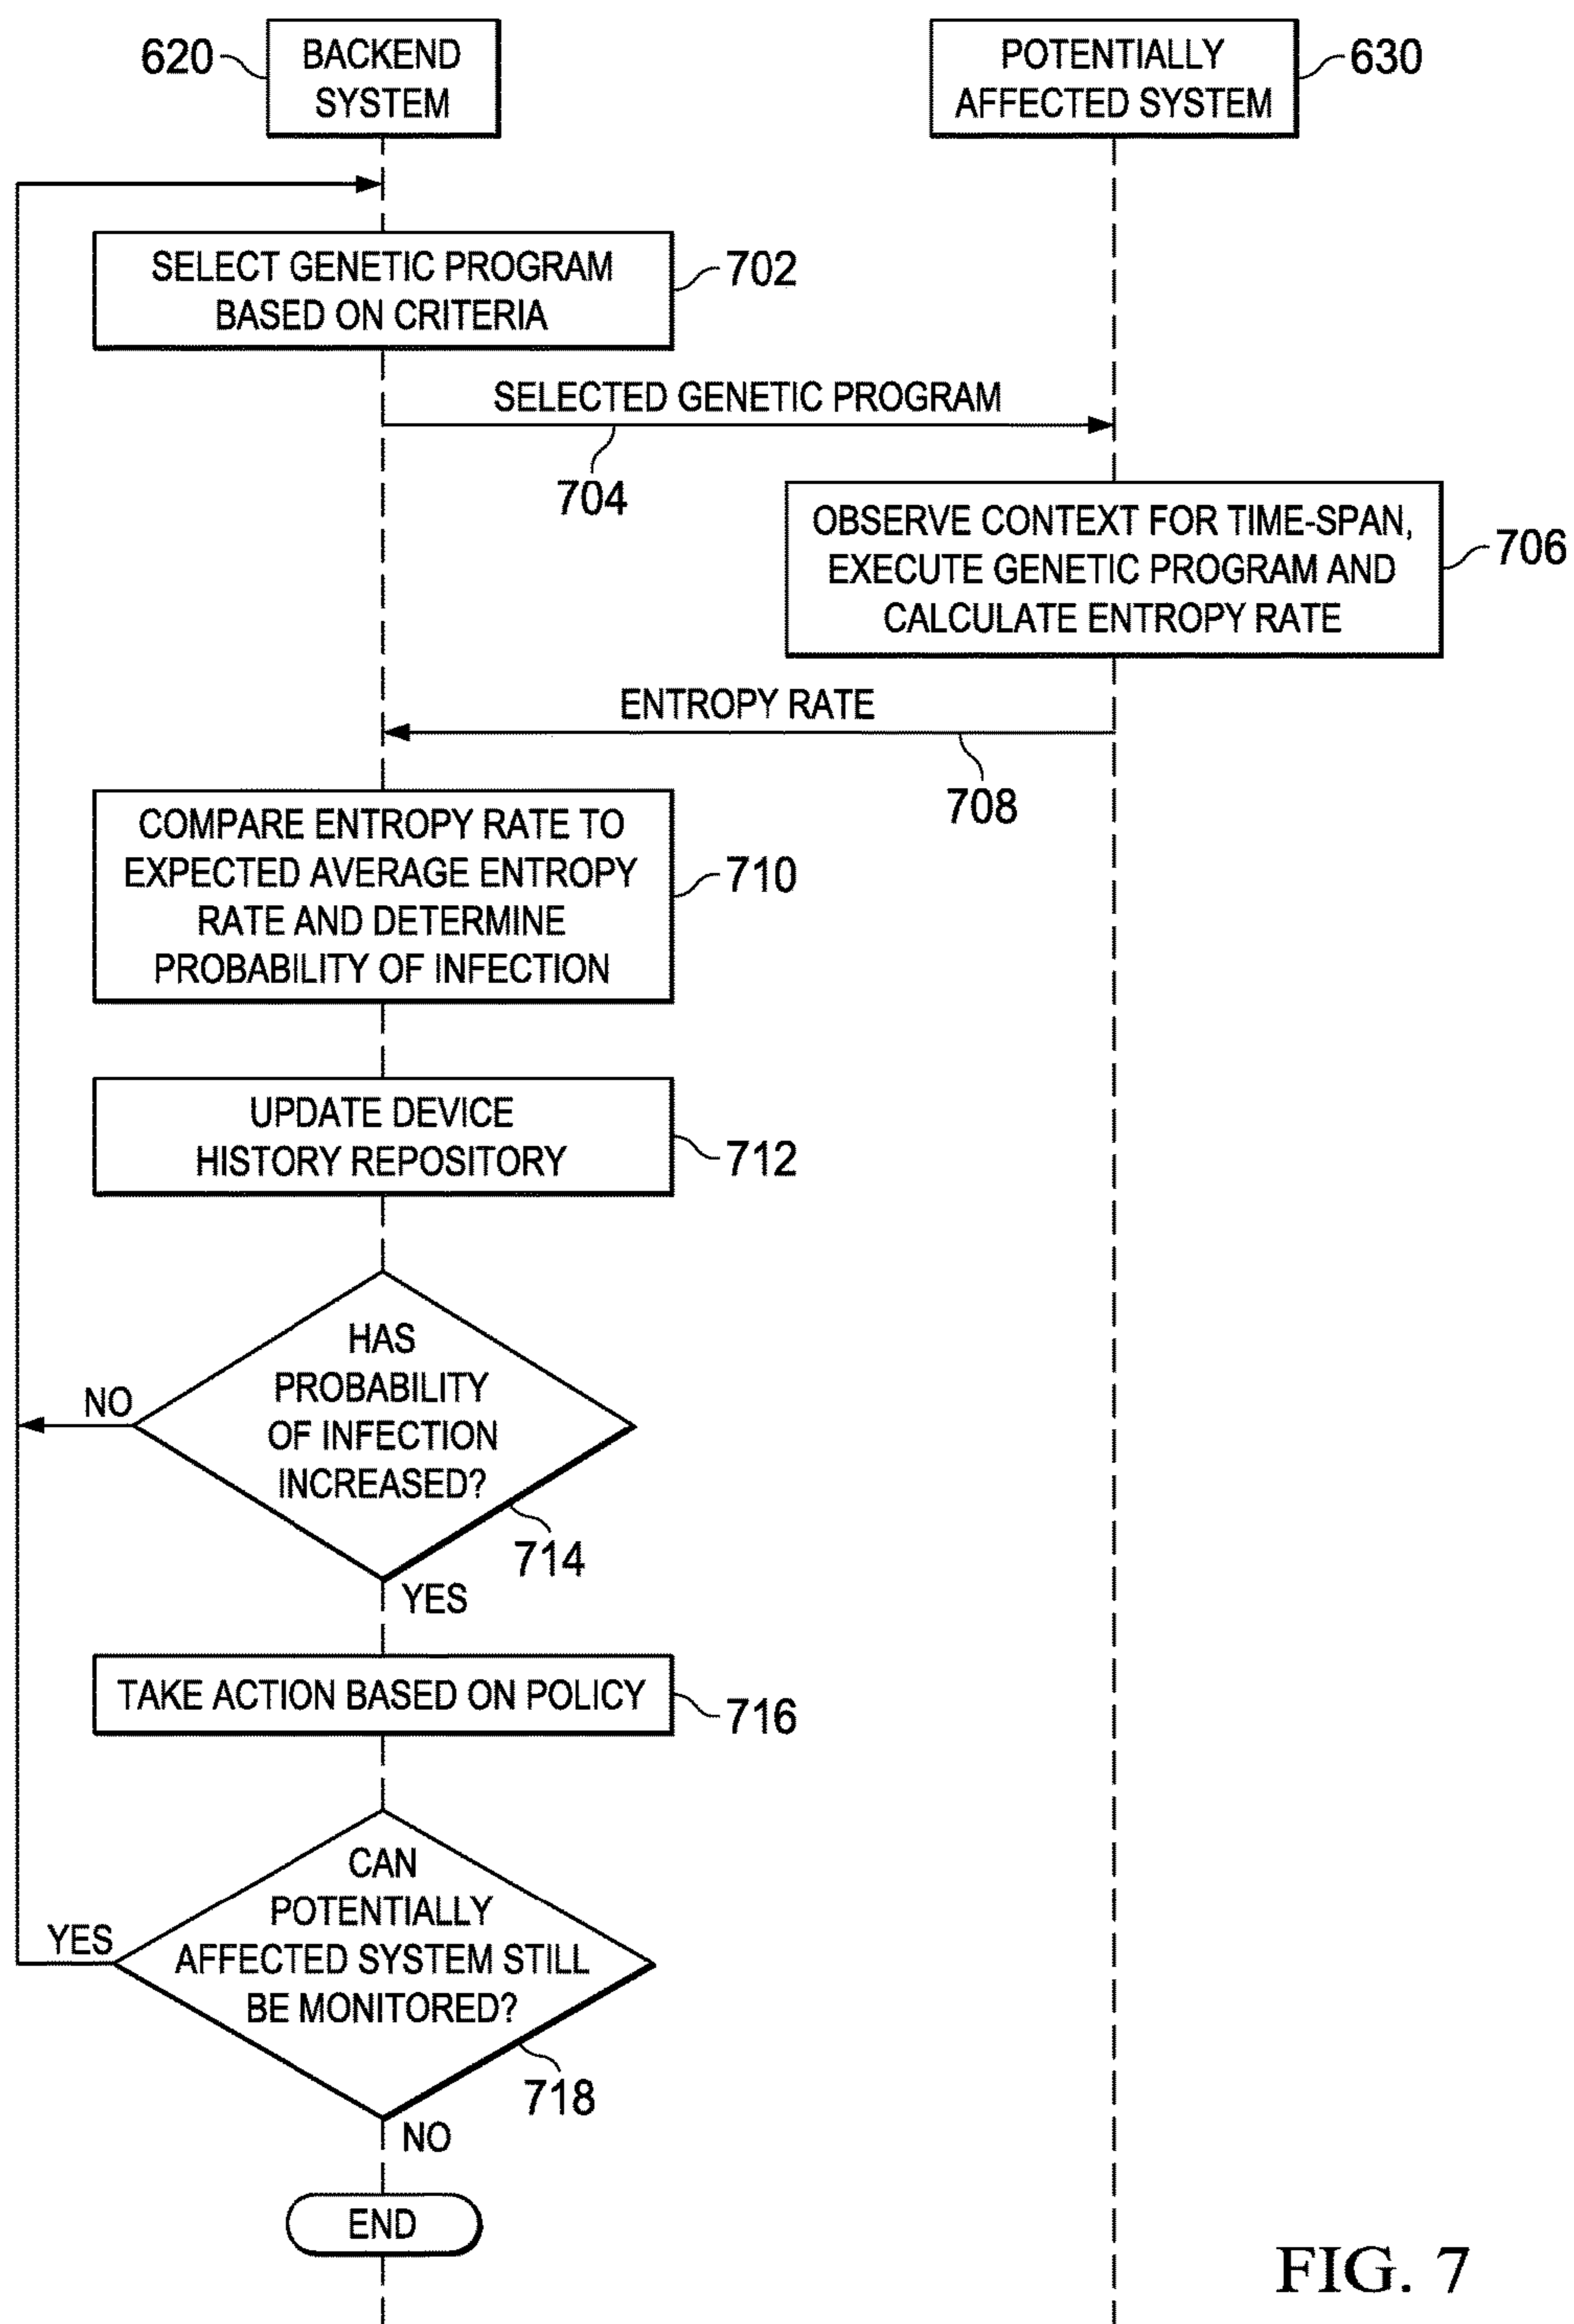 620
BACKEND
SYSTEM
POTENTIALLY
AFFECTED SYSTEM
630
SELECT GENETIC PROGRAM
BASED ON CRITERIA
702
SELECTED GENETIC PROGRAM
704
OBSERVE CONTEXT FOR TIME-SPAN,
EXECUTE GENETIC PROGRAM AND
CALCULATE ENTROPY RATE
706
ENTROPY RATE
708
COMPARE ENTROPY RATE TO
EXPECTED AVERAGE ENTROPY
RATE AND DETERMINE
PROBABILITY OF INFECTION
710
UPDATE DEVICE
HISTORY REPOSITORY
712
HAS
PROBABILITY
OF INFECTION
INCREASED?
NO
714
YES
TAKE ACTION BASED ON POLICY
716
CAN
POTENTIALLY
AFFECTED SYSTEM STILL
BE MONITORED?
YES
718
NO
END
FIG. 7